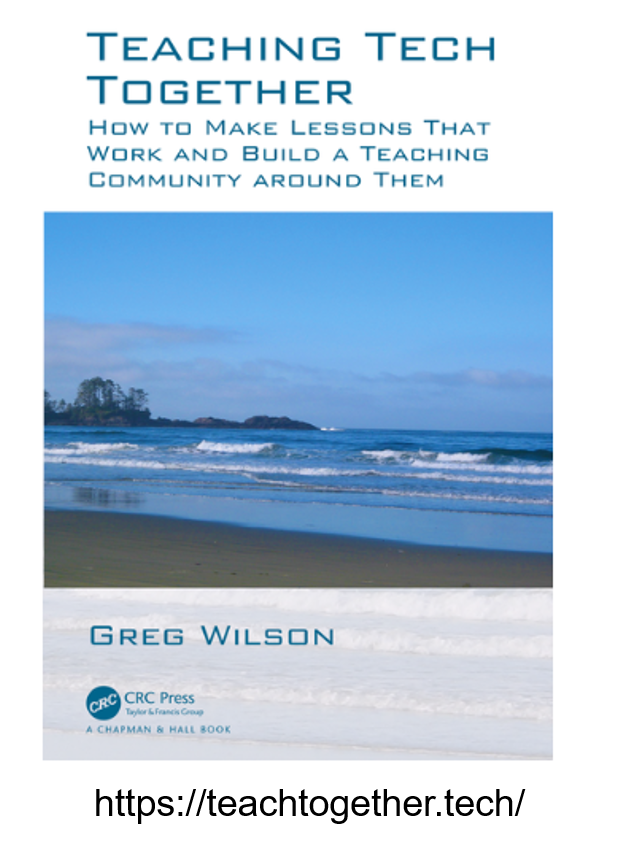 TEACHING TECH
TOGETHER
HOW TO MAKE LESSONS THAT
WORK AND BUILD A TEACHING
COMMUNITY AROUND THEM
GREG WILSON
CRC
CRC Press
Taylor & Francis Group
A CHAPMAN & HALL BOOK
https://teachtogether.tech/